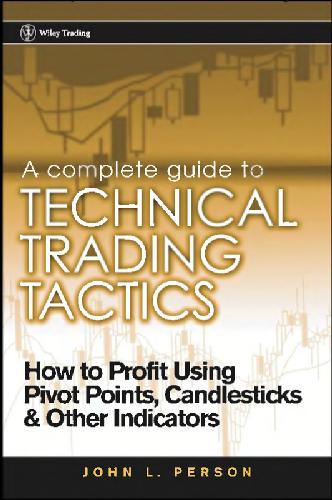 Wiley Trading
A complete guide to
TECHNICAL
TRADING
TACTICS
How to Profit Using
Pivot Points, Candlesticks
& Other Indicators
JOHN L. PERSON